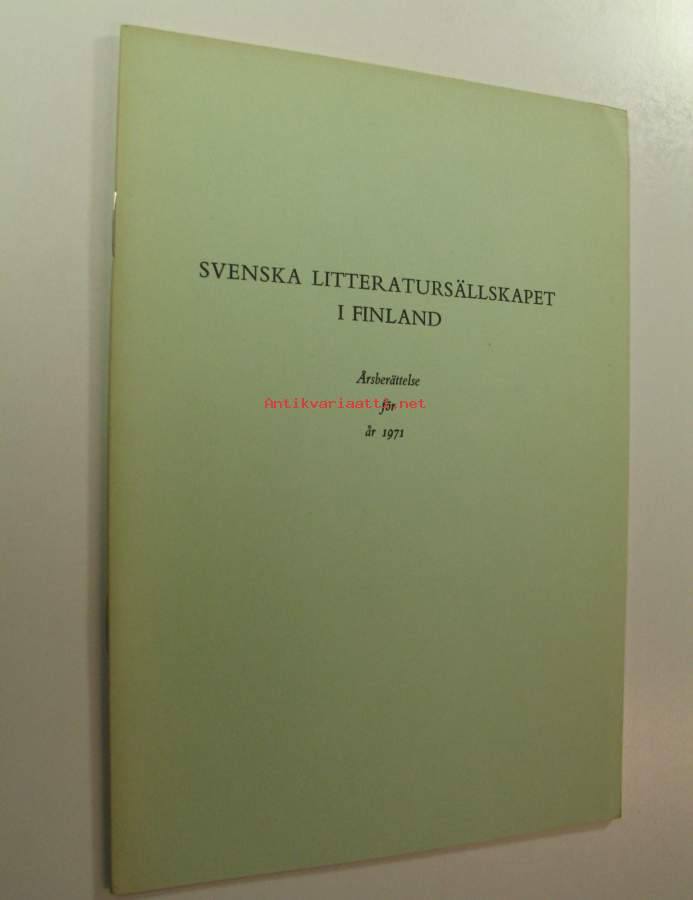 SVENSKA LITTERATURSÄLLSKAPET
I FINLAND
Årsberättelse
Antikvariaatti.net
för
år 1971